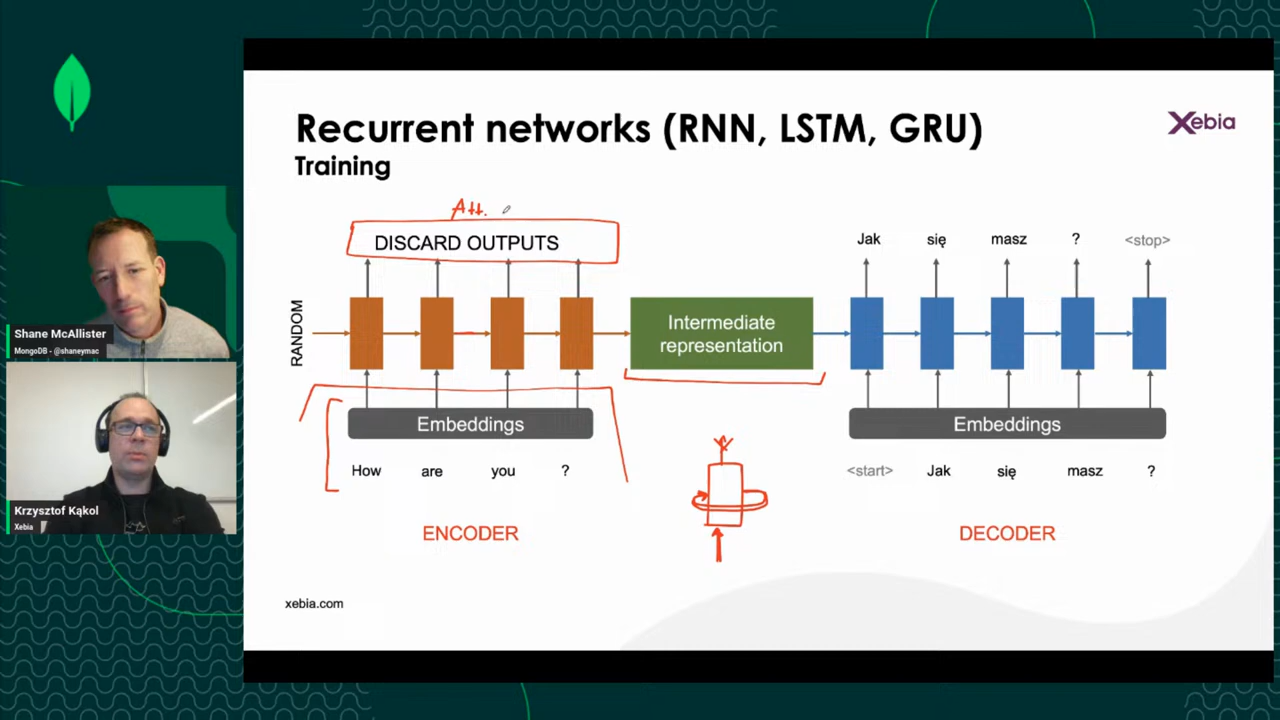 Recurrent networks (RNN, LSTM, GRU)
Xebia
Training
Att.
DISCARD OUTPUTS
Jak się masz ? <stop>
RANDOM
Intermediate
representation
Embeddings
Embeddings
How are you ?
<start> Jak się masz ?
ENCODER
DECODER
xebia.com
Shane McAllister
MongoDB - @shaneymac
Krzysztof Kąkol
Xebia